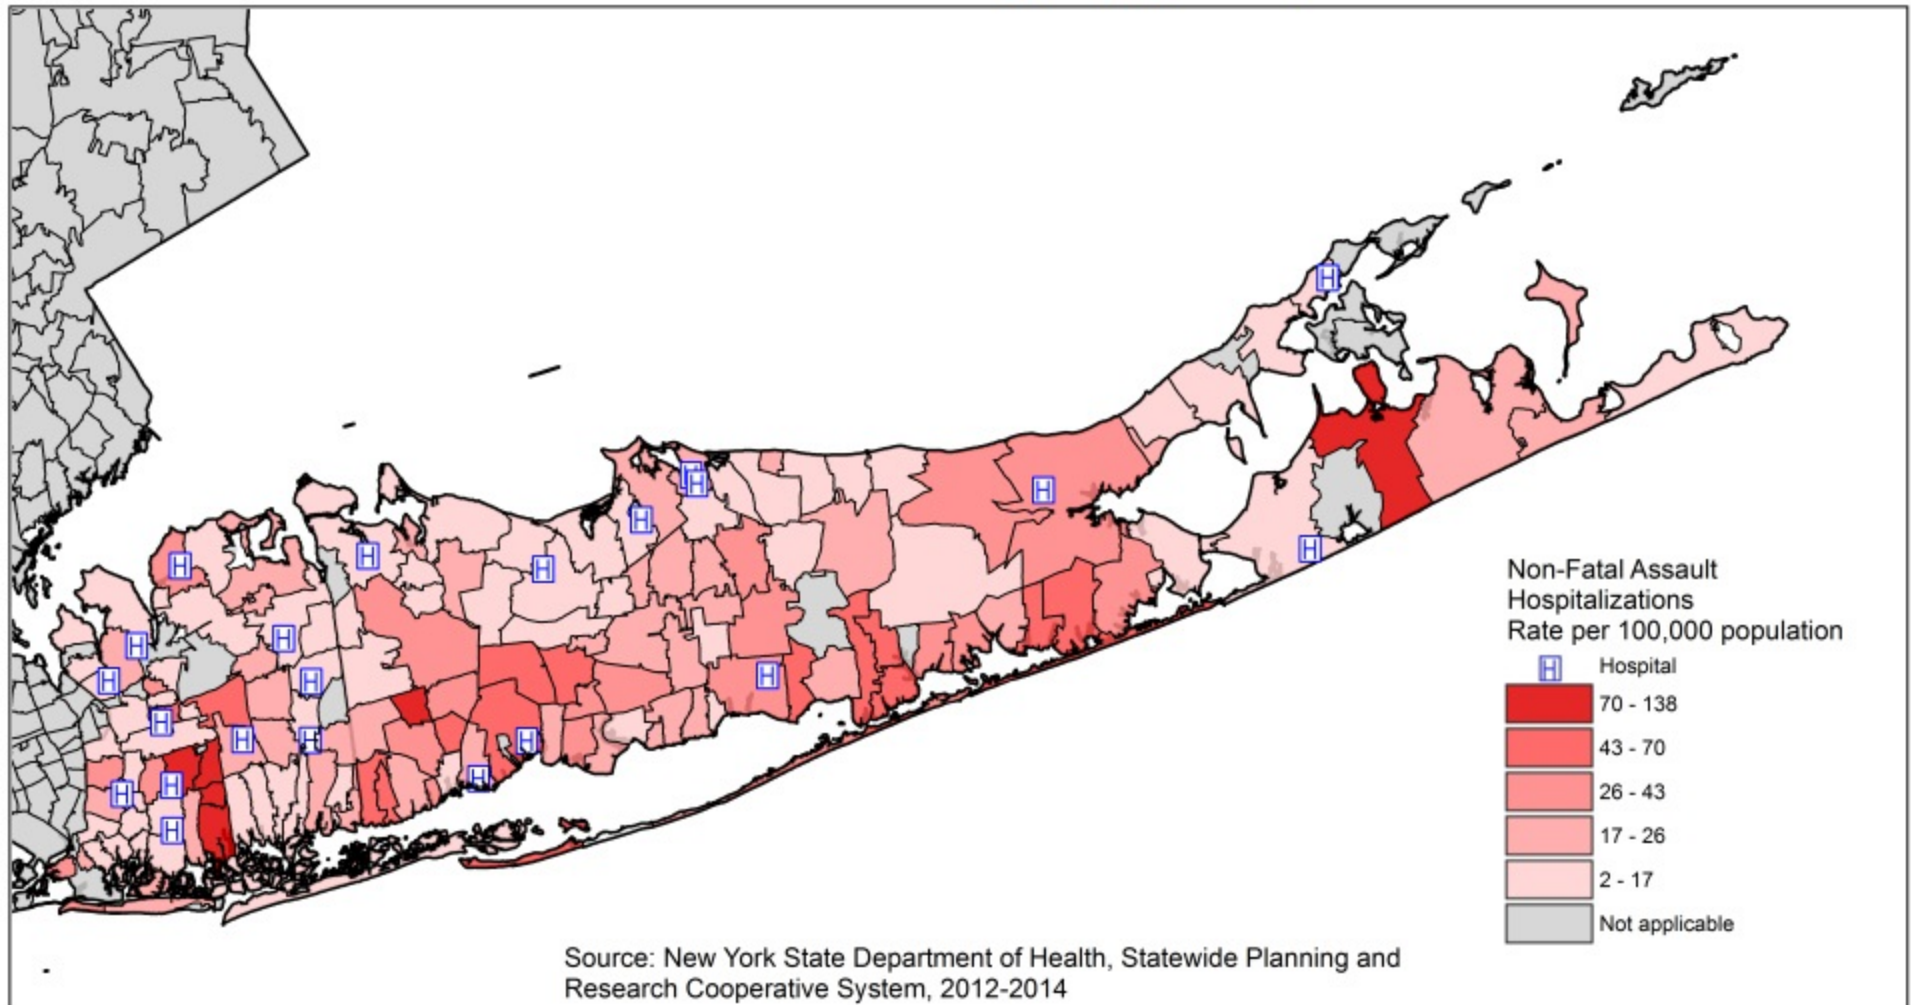 Non-Fatal Assault
Hospitalizations
Rate per 100,000 population
H Hospital
70 - 138
43 - 70
26 - 43
17 - 26
2 - 17
Not applicable
Source: New York State Department of Health, Statewide Planning and
Research Cooperative System, 2012-2014